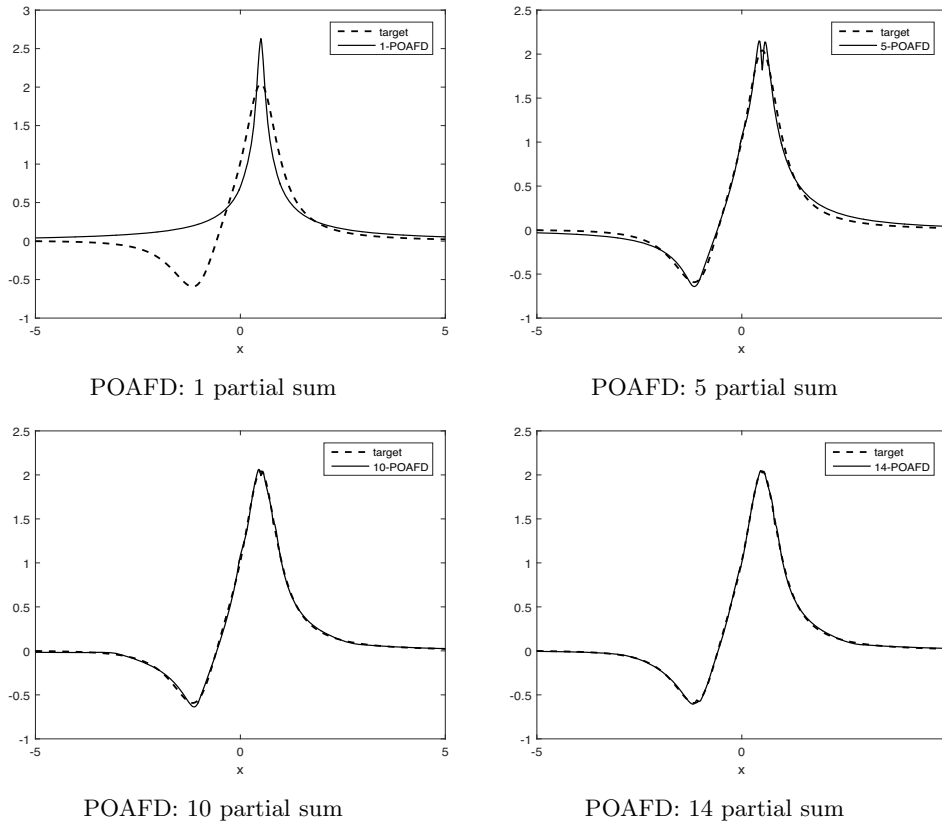 3
2.5
2
1.5
1
0.5
0
-0.5
-1
-5
0
5
x
target
1-POAFD
POAFD: 1 partial sum
2.5
2
1.5
1
0.5
0
-0.5
-1
-5
0
x
target
5-POAFD
POAFD: 5 partial sum
2.5
2
1.5
1
0.5
0
-0.5
-1
-5
0
5
x
target
10-POAFD
POAFD: 10 partial sum
2.5
2
1.5
1
0.5
0
-0.5
-1
-5
0
x
target
14-POAFD
POAFD: 14 partial sum